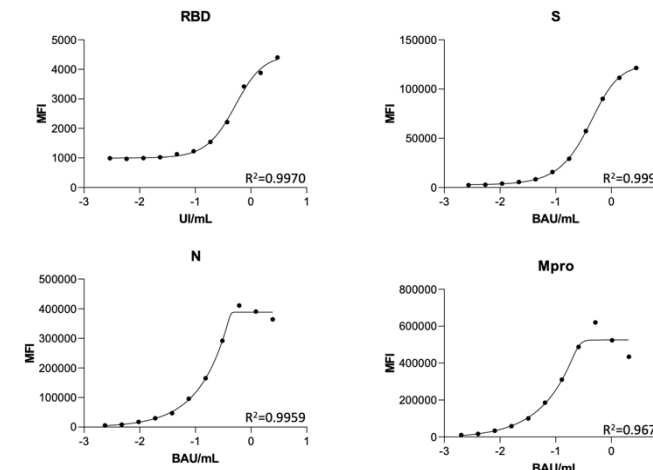 RBD
5000
4000
3000
2000
1000
0
MFI
-3 -2 -1 0 1
UI/mL
R²=0.9970
S
150000
100000
50000
0
MFI
-3 -2 -1 0
BAU/mL
R²=0.999
N
500000
400000
300000
200000
100000
0
MFI
-3 -2 -1 0 1
BAU/mL
R²=0.9959
Mpro
800000
600000
400000
200000
0
MFI
-3 -2 -1 0
BAU/mL
R²=0.967